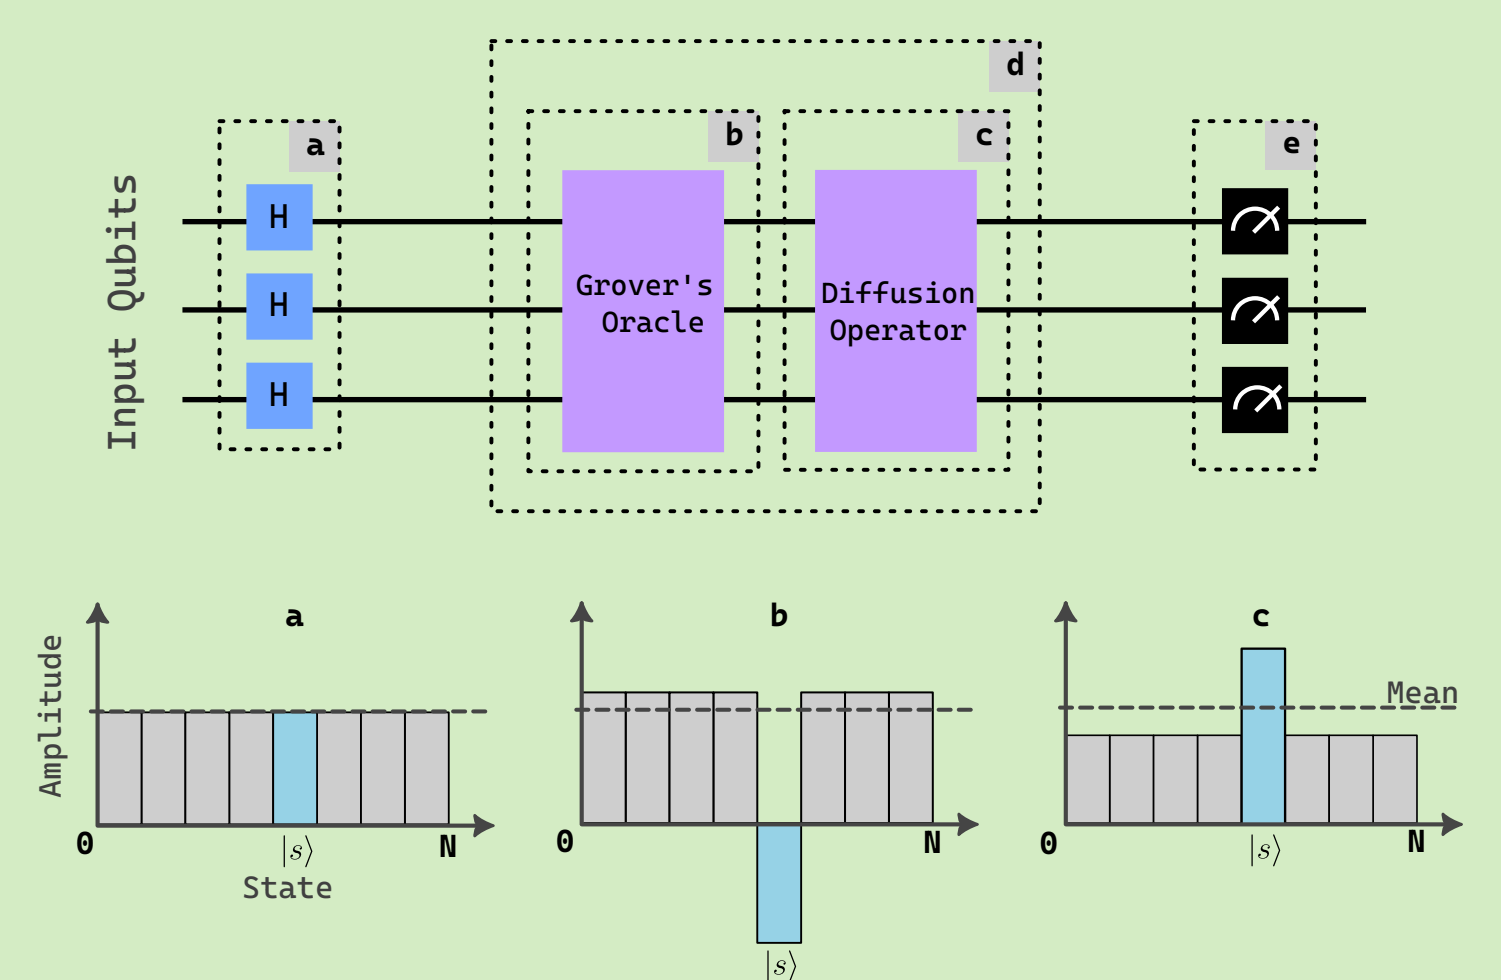 d
a
b
c
e
Input Qubits
H
H
H
Grover's
Oracle
Diffusion
Operator
a
b
c
Amplitude
Mean
0
|s⟩
N
State
0
N
|s⟩
0
|s⟩
N